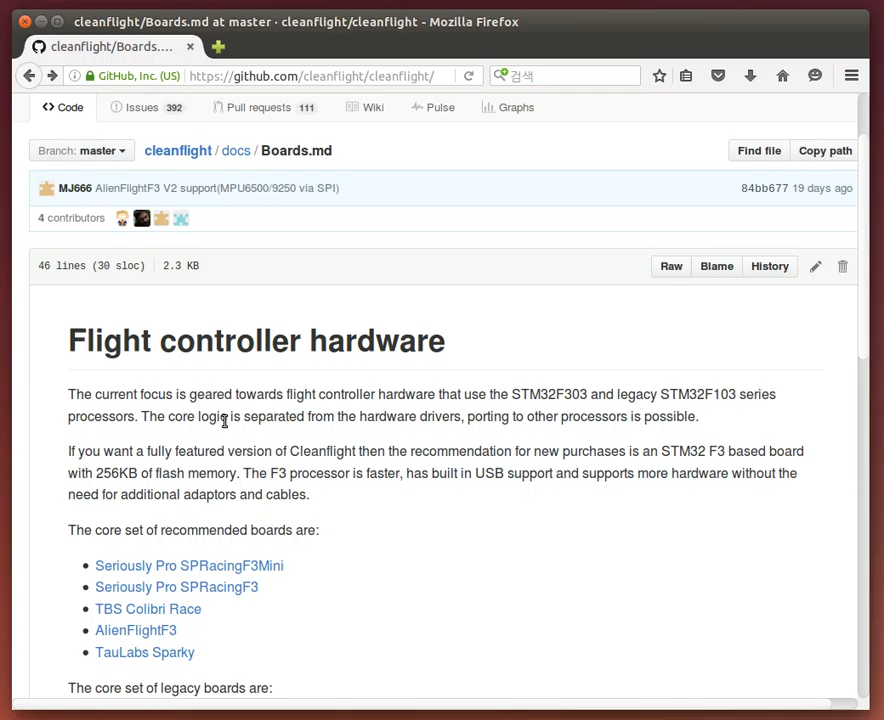 cleanflight/Boards.md at master · cleanflight/cleanflight - Mozilla Firefox
cleanflight/Boards....
GitHub, Inc. (US) https://github.com/cleanflight/cleanflight/ 검색
Code Issues 392 Pull requests 111 Wiki Pulse Graphs
Branch: master cleanflight / docs / Boards.md Find file Copy path
MJ666 AlienFlightF3 V2 support(MPU6500/9250 via SPI) 84bb677 19 days ago
4 contributors
46 lines (30 sloc) 2.3 KB Raw Blame History
Flight controller hardware
The current focus is geared towards flight controller hardware that use the STM32F303 and legacy STM32F103 series
processors. The core logic is separated from the hardware drivers, porting to other processors is possible.
If you want a fully featured version of Cleanflight then the recommendation for new purchases is an STM32 F3 based board
with 256KB of flash memory. The F3 processor is faster, has built in USB support and supports more hardware without the
need for additional adaptors and cables.
The core set of recommended boards are:
• Seriously Pro SPRacingF3Mini
• Seriously Pro SPRacingF3
• TBS Colibri Race
• AlienFlightF3
• TauLabs Sparky
The core set of legacy boards are: